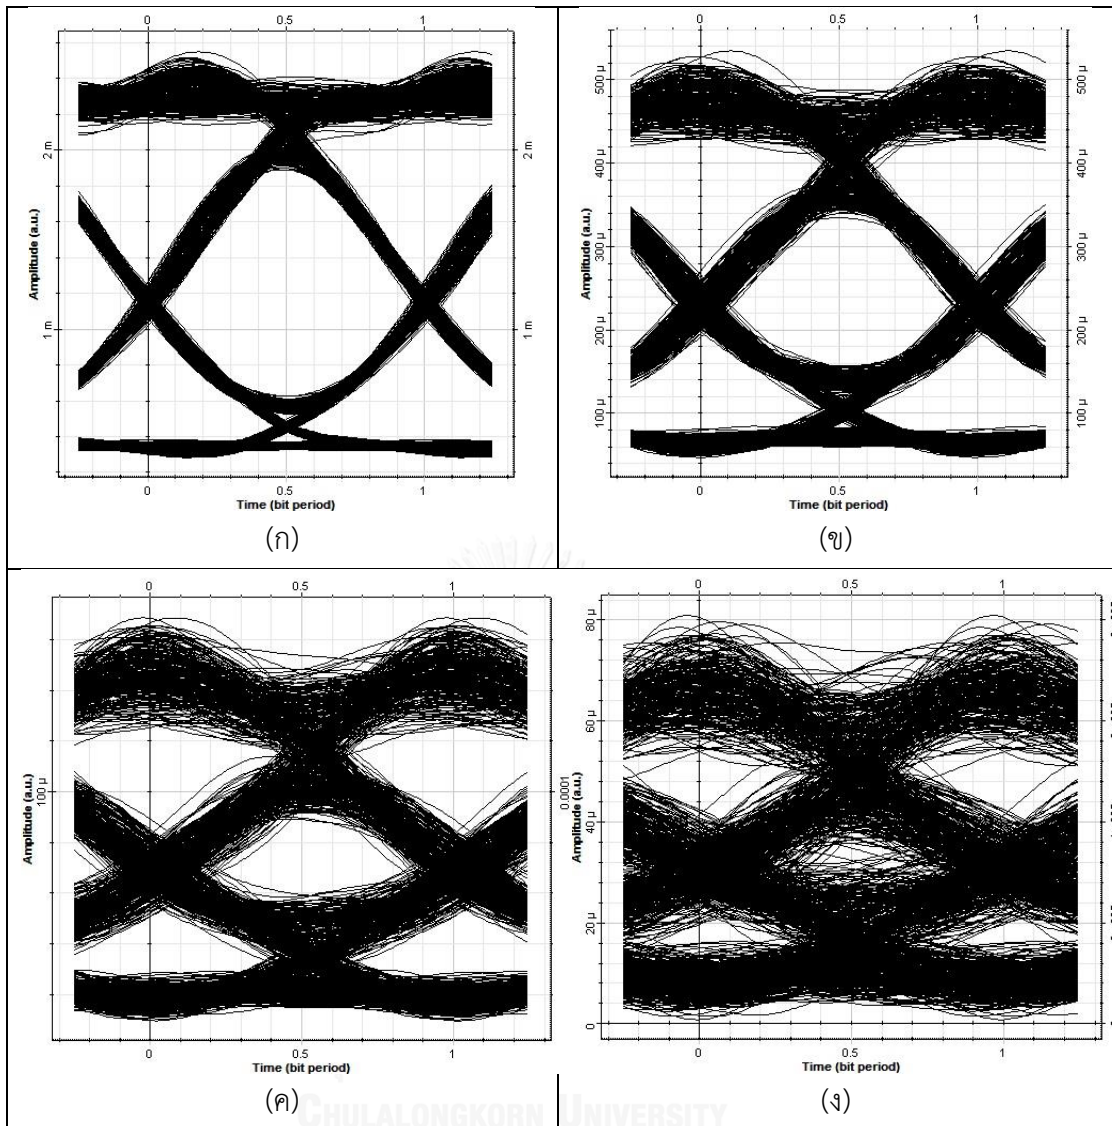 0 0.5 1
2 m
1 m
2 m
1 m
Amplitude (a.u.)
0 0.5 1
Time (bit period)
(ก)
0 0.5 1
500 µ
400 µ
300 µ
200 µ
100 µ
500 µ
400 µ
300 µ
200 µ
100 µ
Amplitude (a.u.)
0 0.5 1
Time (bit period)
(ข)
0 0.5 1
100 µ
0.0001
Amplitude (a.u.)
0 0.5 1
Time (bit period)
(ค)
0 0.5 1
80 µ
60 µ
40 µ
20 µ
0
Amplitude (a.u.)
0 0.5 1
Time (bit period)
(ง)
CHULALONGKORN UNIVERSITY